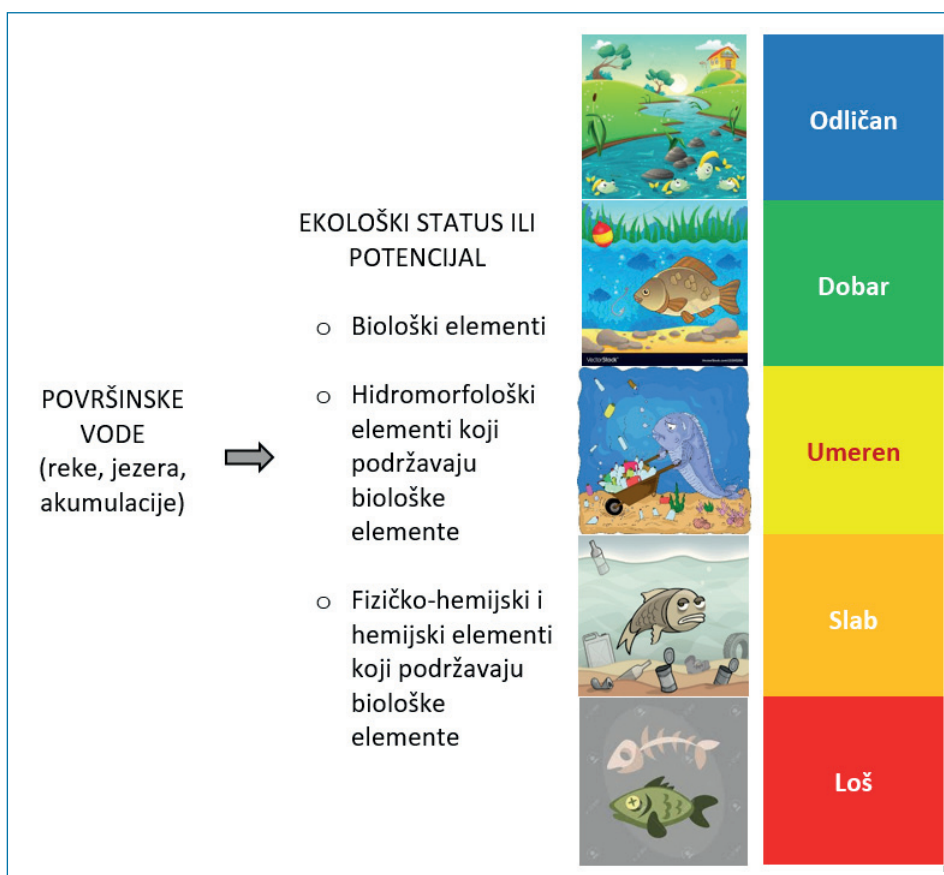 POVRŠINSKE
VODE
(reke, jezera,
akumulacije)
EKOLOŠKI STATUS ILI
POTENCIJAL
o Biološki elementi
o Hidromorfološki
elementi koji
podržavaju
biološke
elemente
o Fizičko-hemijski i
hemijski elementi
koji podržavaju
biološke
elemente
VectorStock
Odličan
Dobar
Umeren
Slab
Loš